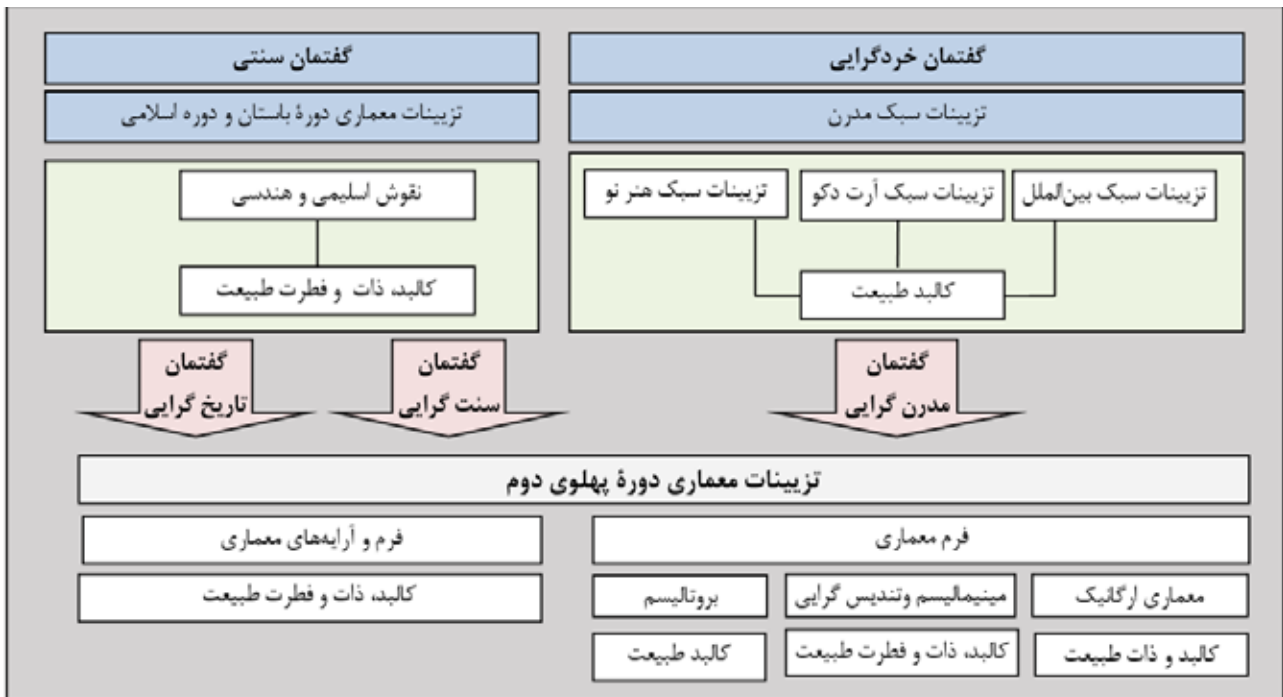 گفتمان خردگرایی
تزیینات سبک مدرن
تزیینات سبک بین‌الملل
تزیینات سبک آرت دکو
تزیینات سبک هنر نو
کالبد طبیعت
گفتمان سنتی
تزیینات معماری دورۀ باستان و دوره اسلامی
نقوش اسلیمی و هندسی
کالبد، ذات و فطرت طبیعت
گفتمان
مدرن گرایی
گفتمان
سنت گرایی
گفتمان
تاریخ گرایی
تزیینات معماری دورۀ پهلوی دوم
فرم معماری
معماری ارگانیک
مینیمالیسم وتندیس گرایی
بروتالیسم
کالبد و ذات طبیعت
کالبد، ذات و فطرت طبیعت
کالبد طبیعت
فرم و آرایه‌های معماری
کالبد، ذات و فطرت طبیعت